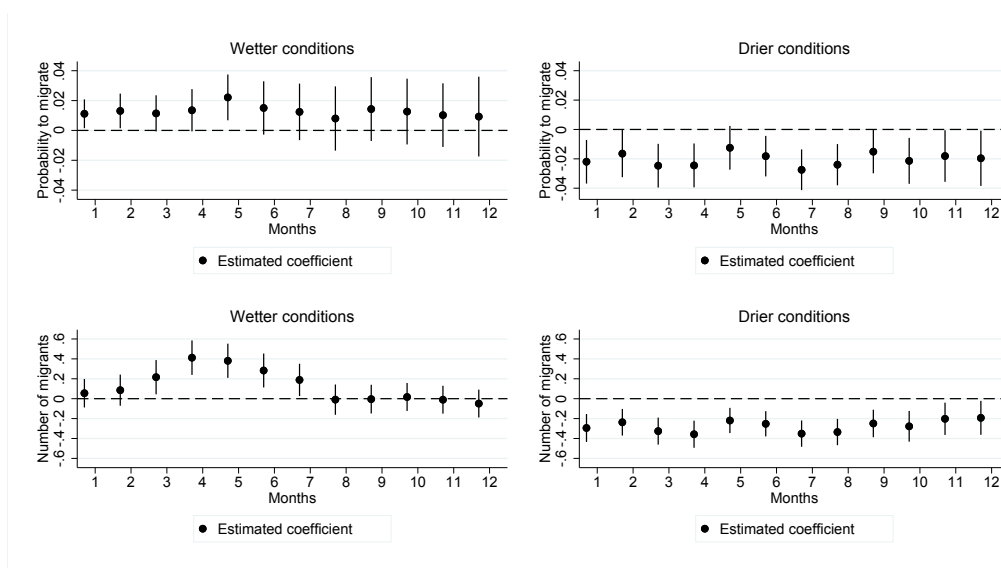 Wetter conditions
Probability to migrate
.04
.02
0
-.02
-.04
1 2 3 4 5 6 7 8 9 10 11 12
Months
Estimated coefficient
Drier conditions
Probability to migrate
.04
.02
0
-.02
-.04
1 2 3 4 5 6 7 8 9 10 11 12
Months
Estimated coefficient
Wetter conditions
Number of migrants
.6
.4
.2
0
-.2
-.4
-.6
1 2 3 4 5 6 7 8 9 10 11 12
Months
Estimated coefficient
Drier conditions
Number of migrants
.6
.4
.2
0
-.2
-.4
-.6
1 2 3 4 5 6 7 8 9 10 11 12
Months
Estimated coefficient